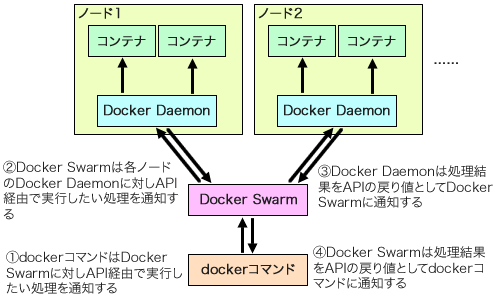 ノード1
ノード2
コンテナ
コンテナ
コンテナ
コンテナ
......
Docker Daemon
Docker Daemon
②Docker Swarmは各ノード
のDocker Daemonに対しAPI
経由で実行したい処理を通知す
る
③Docker Daemonは処理結
果をAPIの戻り値としてDocker
Swarmに通知する
Docker Swarm
①dockerコマンドはDocker
Swarmに対しAPI経由で実行し
たい処理を通知する
④Docker Swarmは処理結果
をAPIの戻り値としてdockerコ
マンドに通知する
dockerコマンド